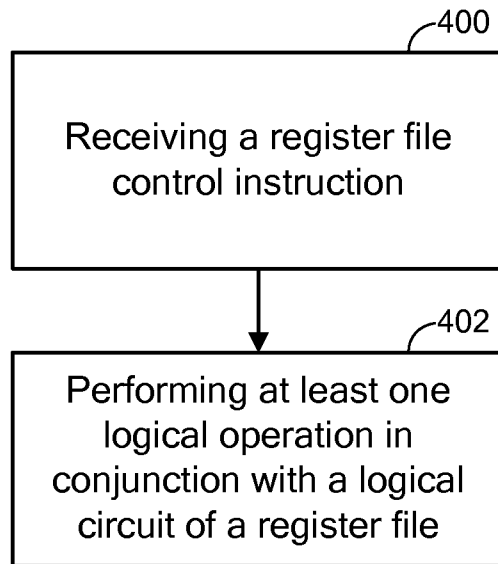 400
Receiving a register file
control instruction
402
Performing at least one
logical operation in
conjunction with a logical
circuit of a register file